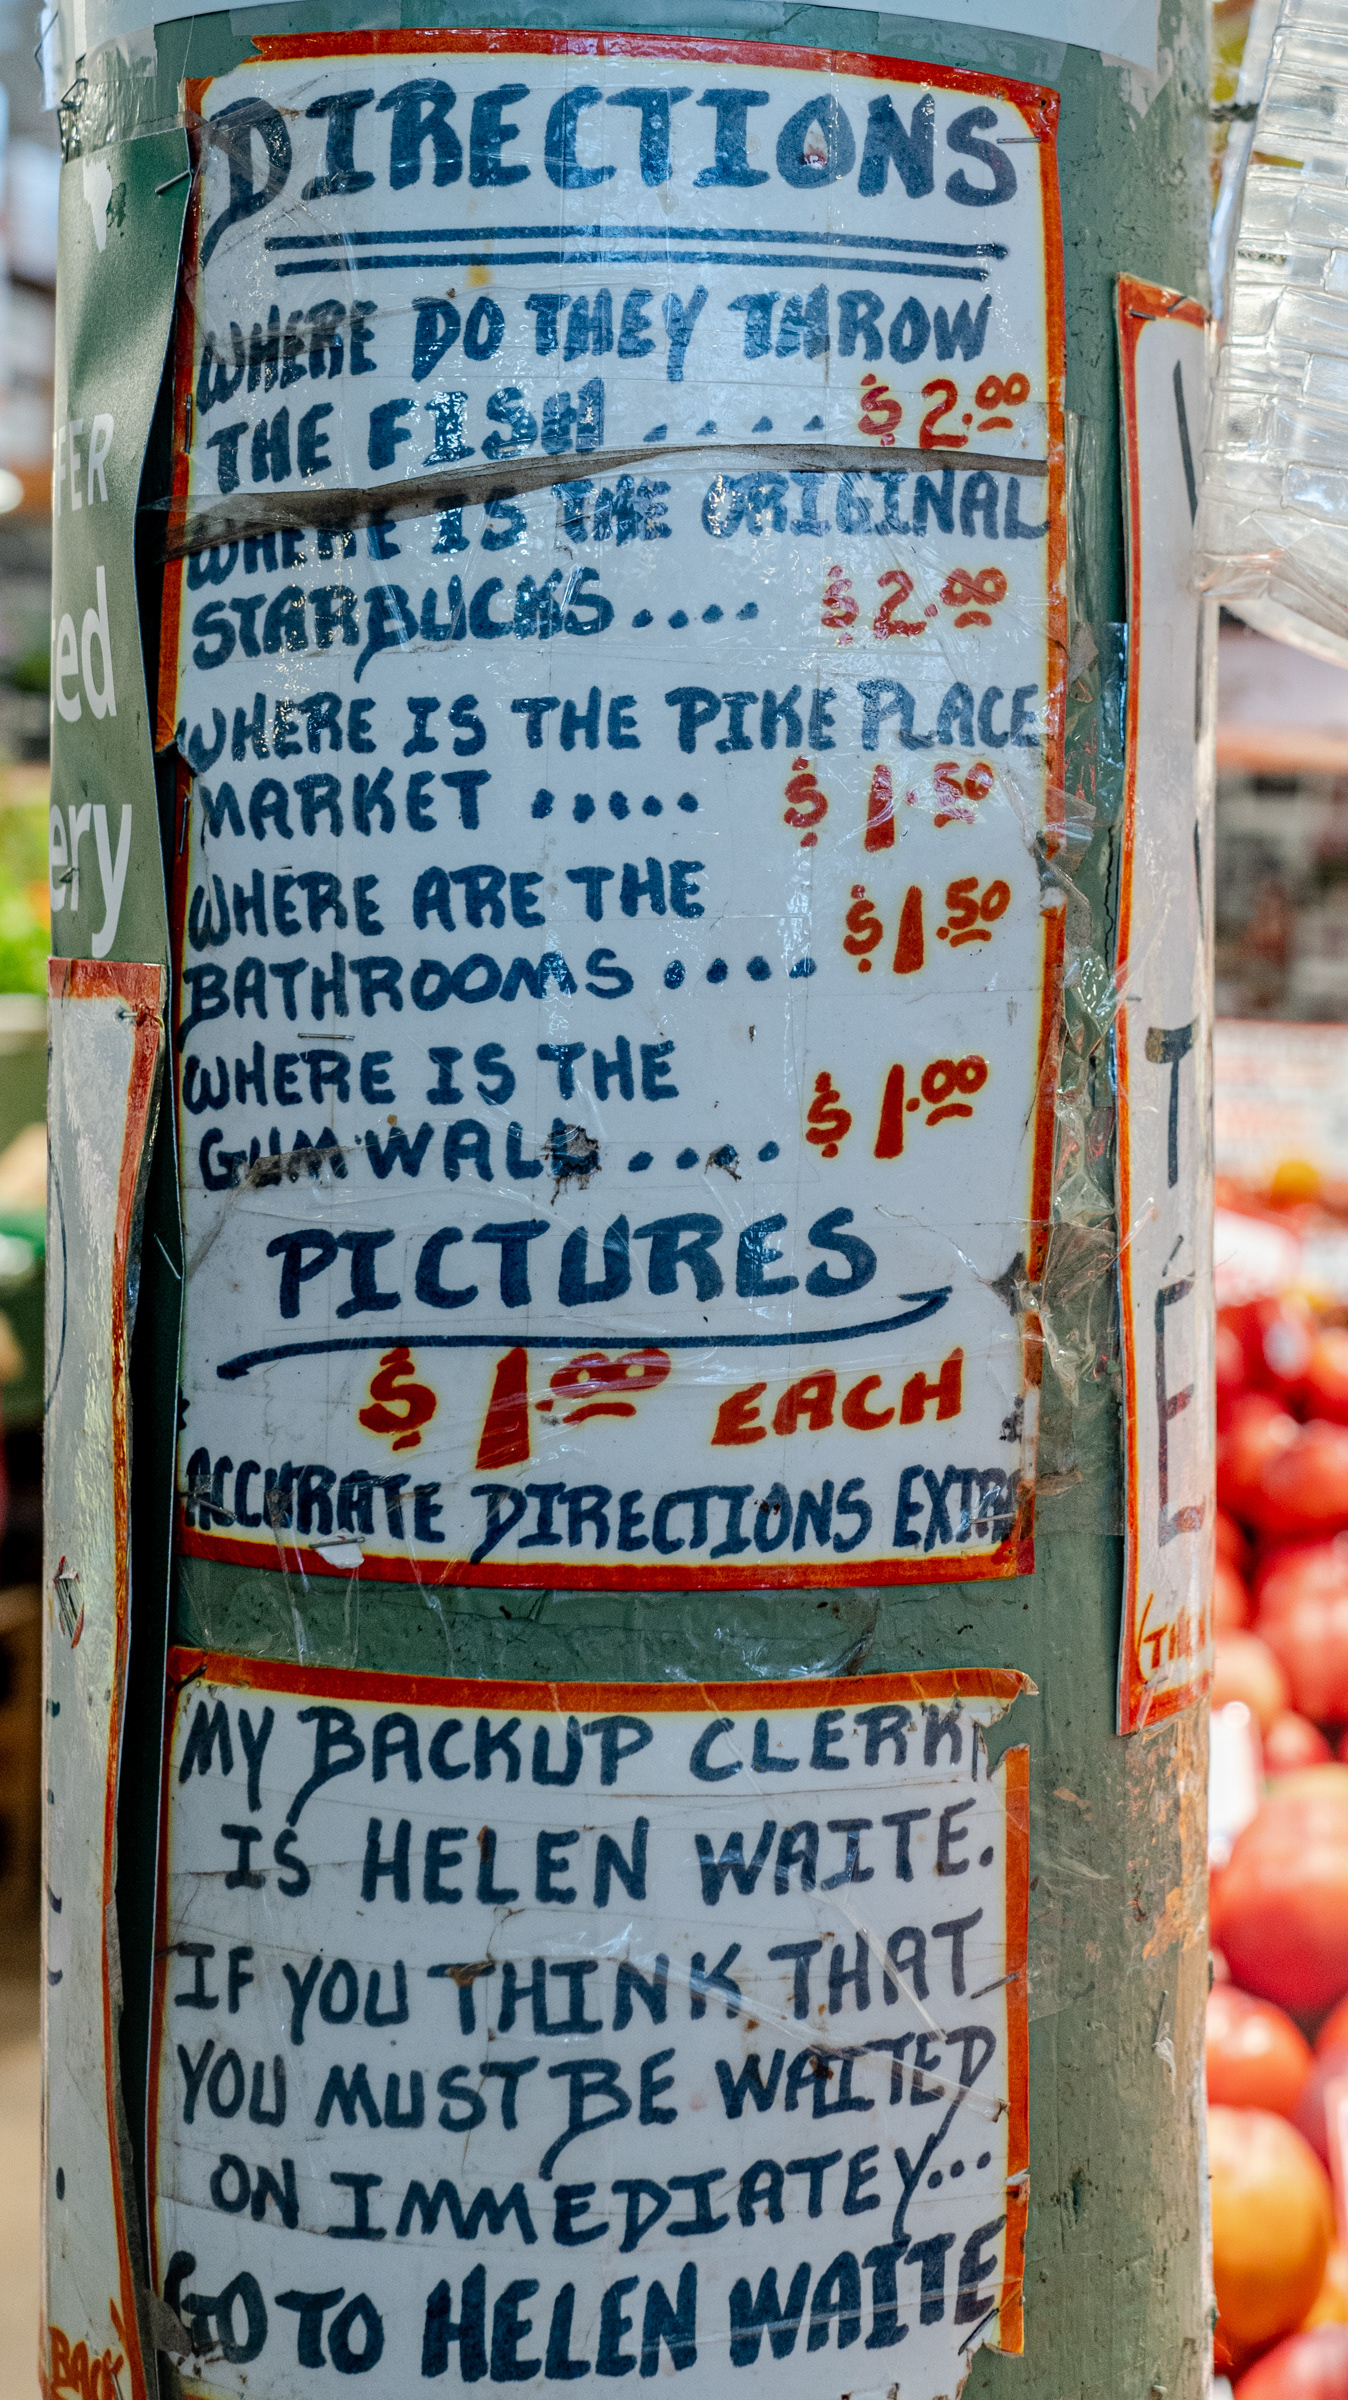 DIRECTIONS
WHERE DO THEY THROW
THE FISH .... $2.00
WHERE IS THE ORIGINAL
STARBUCKS.... $2.00
WHERE IS THE PIKE PLACE
MARKET ..... $1.50
WHERE ARE THE
BATHROOMS .... $1.50
WHERE IS THE
GUM WALL .... $1.00
PICTURES
$1.00 EACH
ACCURATE DIRECTIONS EXTRA
MY BACKUP CLERK
IS HELEN WAITE.
IF YOU THINK THAT
YOU MUST BE WAITED
ON IMMEDIATEY...
GO TO HELEN WAITE